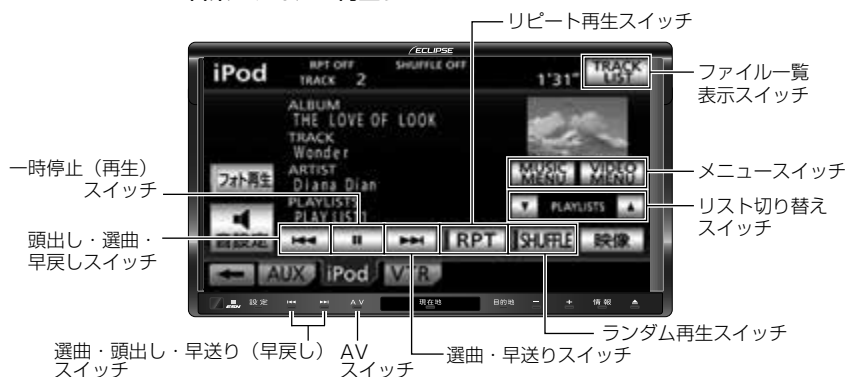 リピート再生スイッチ
ECLIPSE
iPod
RPT OFF
SHUFFLE OFF
TRACK 2
1'31"
TRACK LIST
ファイル一覧
表示スイッチ
ALBUM
THE LOVE OF LOOK
TRACK
Wonder
ARTIST
Diana Dian
PLAYLISTS
PLAYLIST1
一時停止(再生)
スイッチ
フォト再生
MUSIC MENU
VIDEO MENU
メニュースイッチ
▼ PLAYLISTS ▲
リスト切り替え
スイッチ
頭出し・選曲・
早戻しスイッチ
音設定
RPT
SHUFFLE
映像
AUX
iPod
VTR
設定
AV
現在地
目的地
− +
情報
ランダム再生スイッチ
選曲・頭出し・早送り(早戻し)
スイッチ
AV
スイッチ
選曲・早送りスイッチ